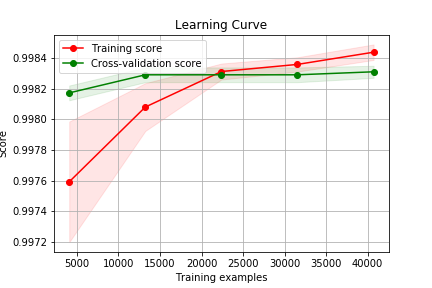 Learning Curve
Training score
Cross-validation score
0.9984
0.9982
0.9980
0.9978
0.9976
0.9974
0.9972
Score
5000 10000 15000 20000 25000 30000 35000 40000
Training examples